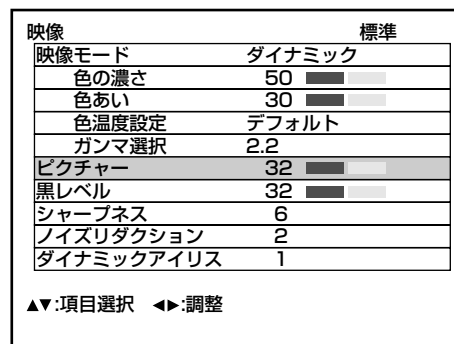 映像 標準
映像モード ダイナミック
色の濃さ 50
色あい 30
色温度設定 デフォルト
ガンマ選択 2.2
ピクチャー 32
黒レベル 32
シャープネス 6
ノイズリダクション 2
ダイナミックアイリス 1
▲▼:項目選択 ◀▶:調整